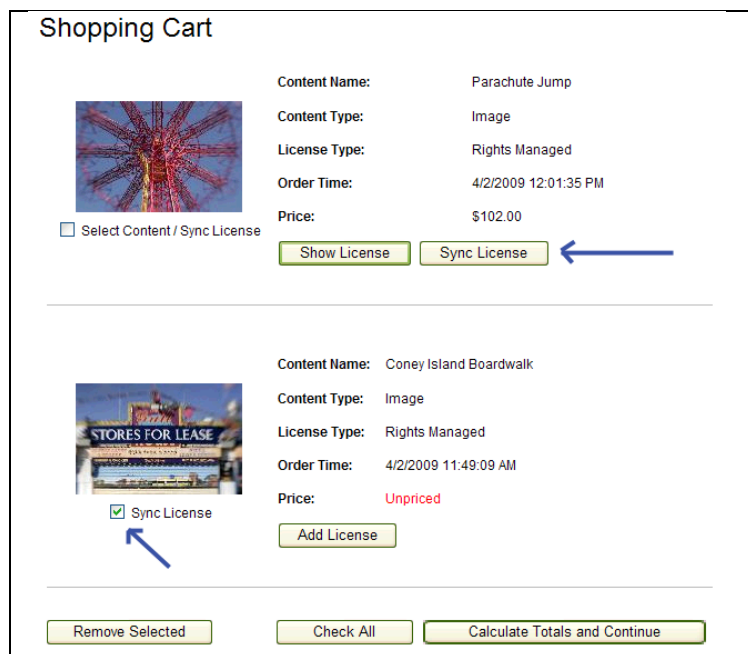 Shopping Cart
Content Name: Parachute Jump
Content Type: Image
License Type: Rights Managed
Order Time: 4/2/2009 12:01:35 PM
Price: $102.00
Select Content / Sync License
Show License Sync License
Content Name: Coney Island Boardwalk
Content Type: Image
License Type: Rights Managed
Order Time: 4/2/2009 11:49:09 AM
Price: Unpriced
STORES FOR LEASE
Sync License
Add License
Remove Selected Check All Calculate Totals and Continue